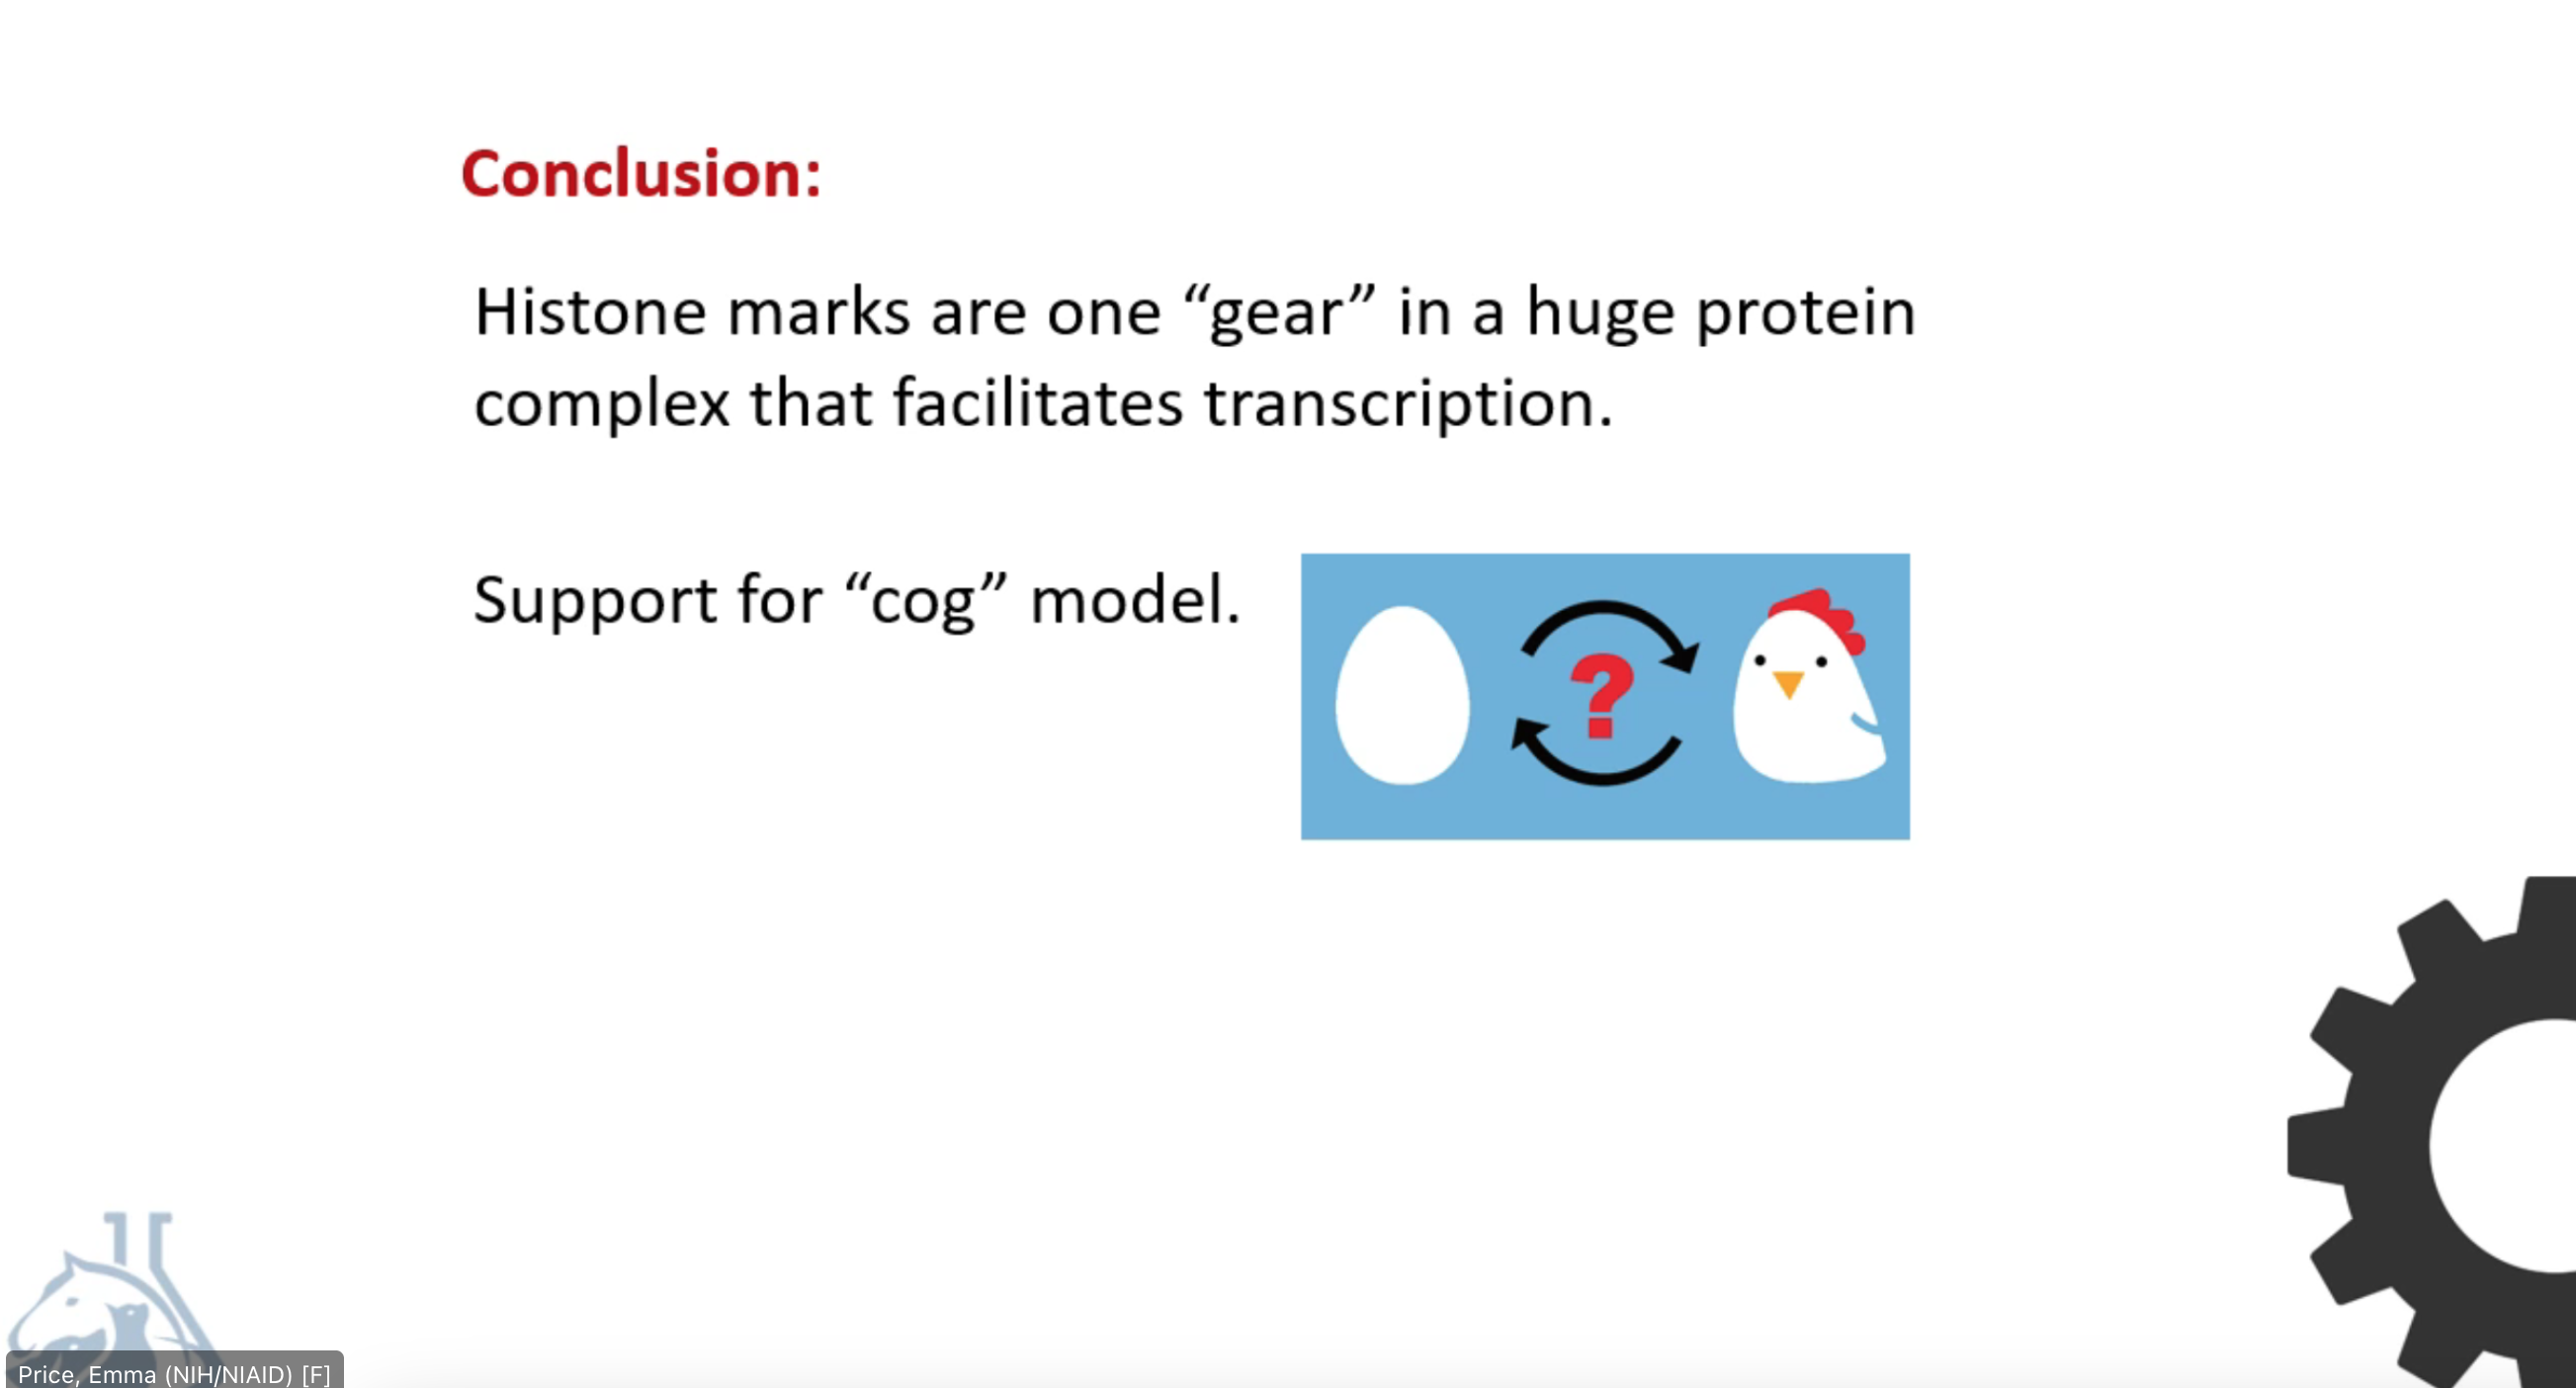 Conclusion:
Histone marks are one “gear” in a huge protein
complex that facilitates transcription.
Support for “cog” model.
?
Price, Emma (NIH/NIAID) [F]